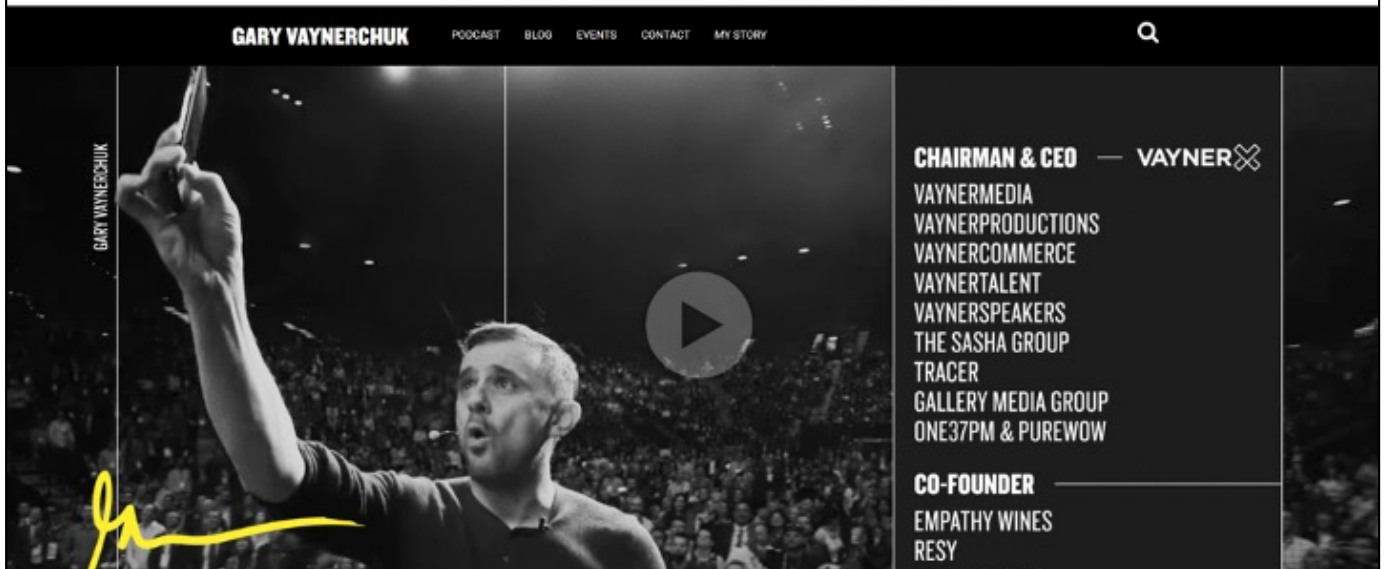 GARY VAYNERCHUK PODCAST BLOG EVENTS CONTACT MY STORY
GARY VAYNERCHUK
CHAIRMAN & CEO — VAYNERX
VAYNERMEDIA
VAYNERPRODUCTIONS
VAYNERCOMMERCE
VAYNERTALENT
VAYNERSPEAKERS
THE SASHA GROUP
TRACER
GALLERY MEDIA GROUP
ONE37PM & PUREWOW
CO-FOUNDER
EMPATHY WINES
RESY